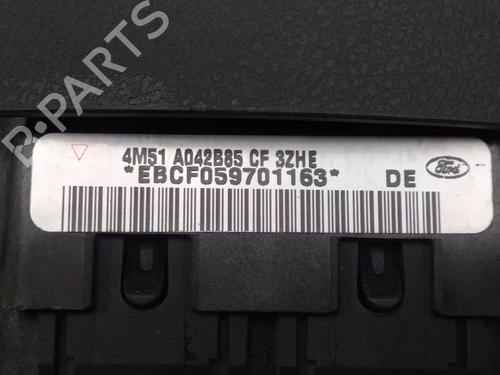 B-PARTS
4M51 A042B85 CF 3ZHE
*EBCF059701163*
DE
Ford